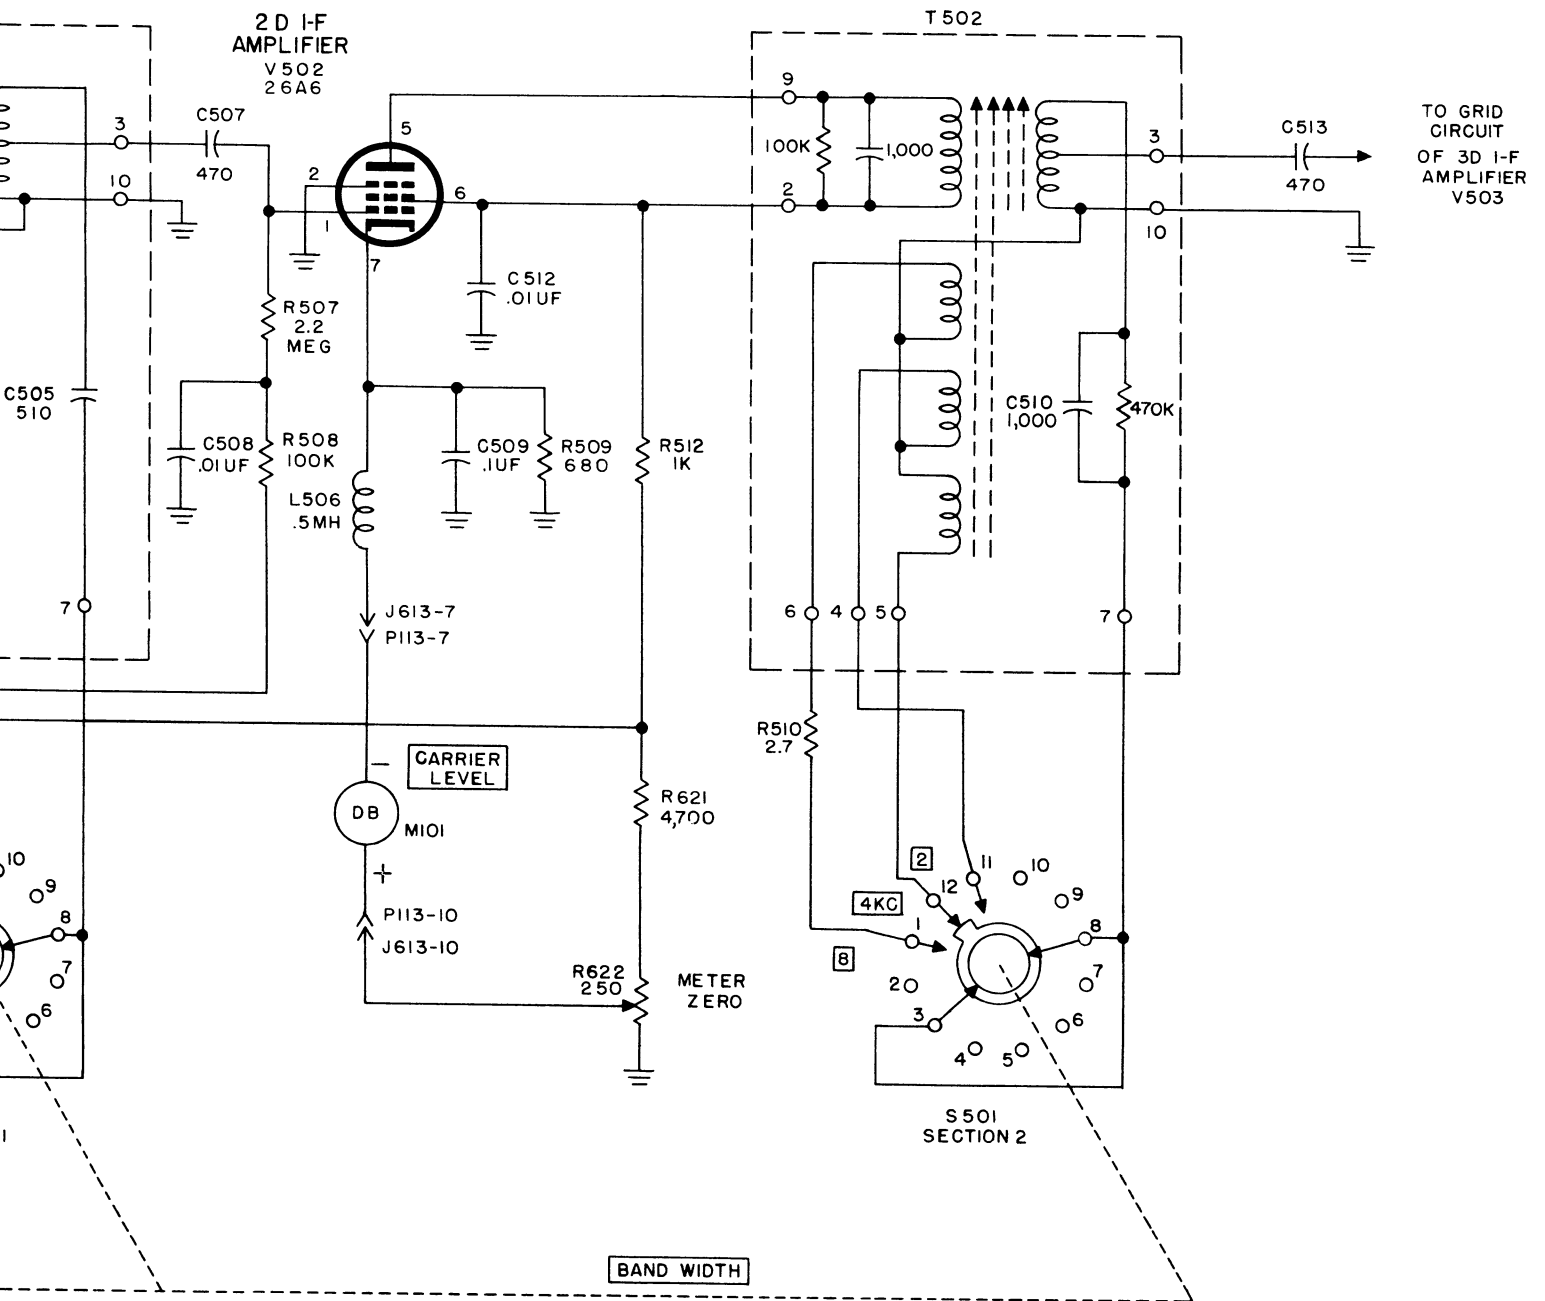 2D I-F
AMPLIFIER
V502
26A6
T502
C507
470
3
10
5
2
6
1
7
9
100K
1,000
2
3
10
C513
470
TO GRID
CIRCUIT
OF 3D I-F
AMPLIFIER
V503
R507
2.2
MEG
C512
.01UF
C505
510
C508
.01UF
R508
100K
C509
.1UF
R509
680
R512
1K
L506
.5MH
C510
1,000
470K
7
J613-7
P113-7
6
4
5
7
R510
2.7
CARRIER
LEVEL
−
DB
M101
+
R621
4,700
P113-10
J613-10
R622
250
METER
ZERO
10
9
8
7
6
2
4KC
8
11
10
12
9
1
8
2
7
3
6
4
5
S501
SECTION 2
1
BAND WIDTH